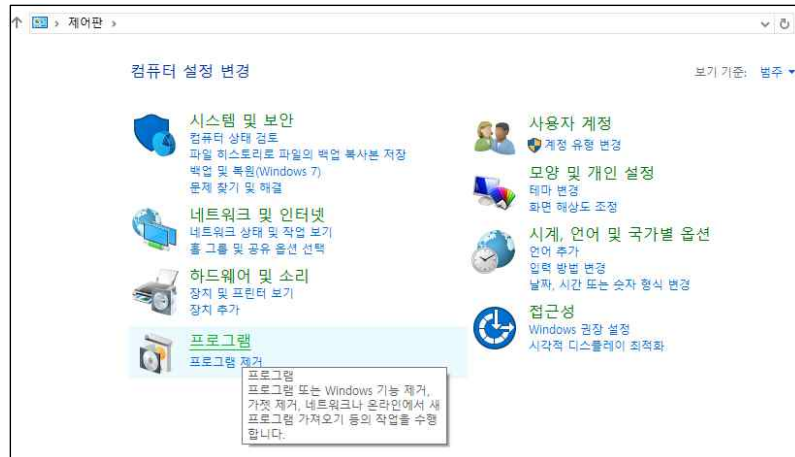 제어판
컴퓨터 설정 변경
보기 기준: 범주
시스템 및 보안
컴퓨터 상태 검토
파일 히스토리로 파일의 백업 복사본 저장
백업 및 복원(Windows 7)
문제 찾기 및 해결
네트워크 및 인터넷
네트워크 상태 및 작업 보기
홈 그룹 및 공유 옵션 선택
하드웨어 및 소리
장치 및 프린터 보기
장치 추가
프로그램
프로그램 제거
프로그램
프로그램 또는 Windows 기능 제거,
가젯 제거, 네트워크나 온라인에서 새
프로그램 가져오기 등의 작업을 수행
합니다.
사용자 계정
계정 유형 변경
모양 및 개인 설정
테마 변경
화면 해상도 조정
시계, 언어 및 국가별 옵션
언어 추가
입력 방법 변경
날짜, 시간 또는 숫자 형식 변경
접근성
Windows 권장 설정
시각적 디스플레이 최적화